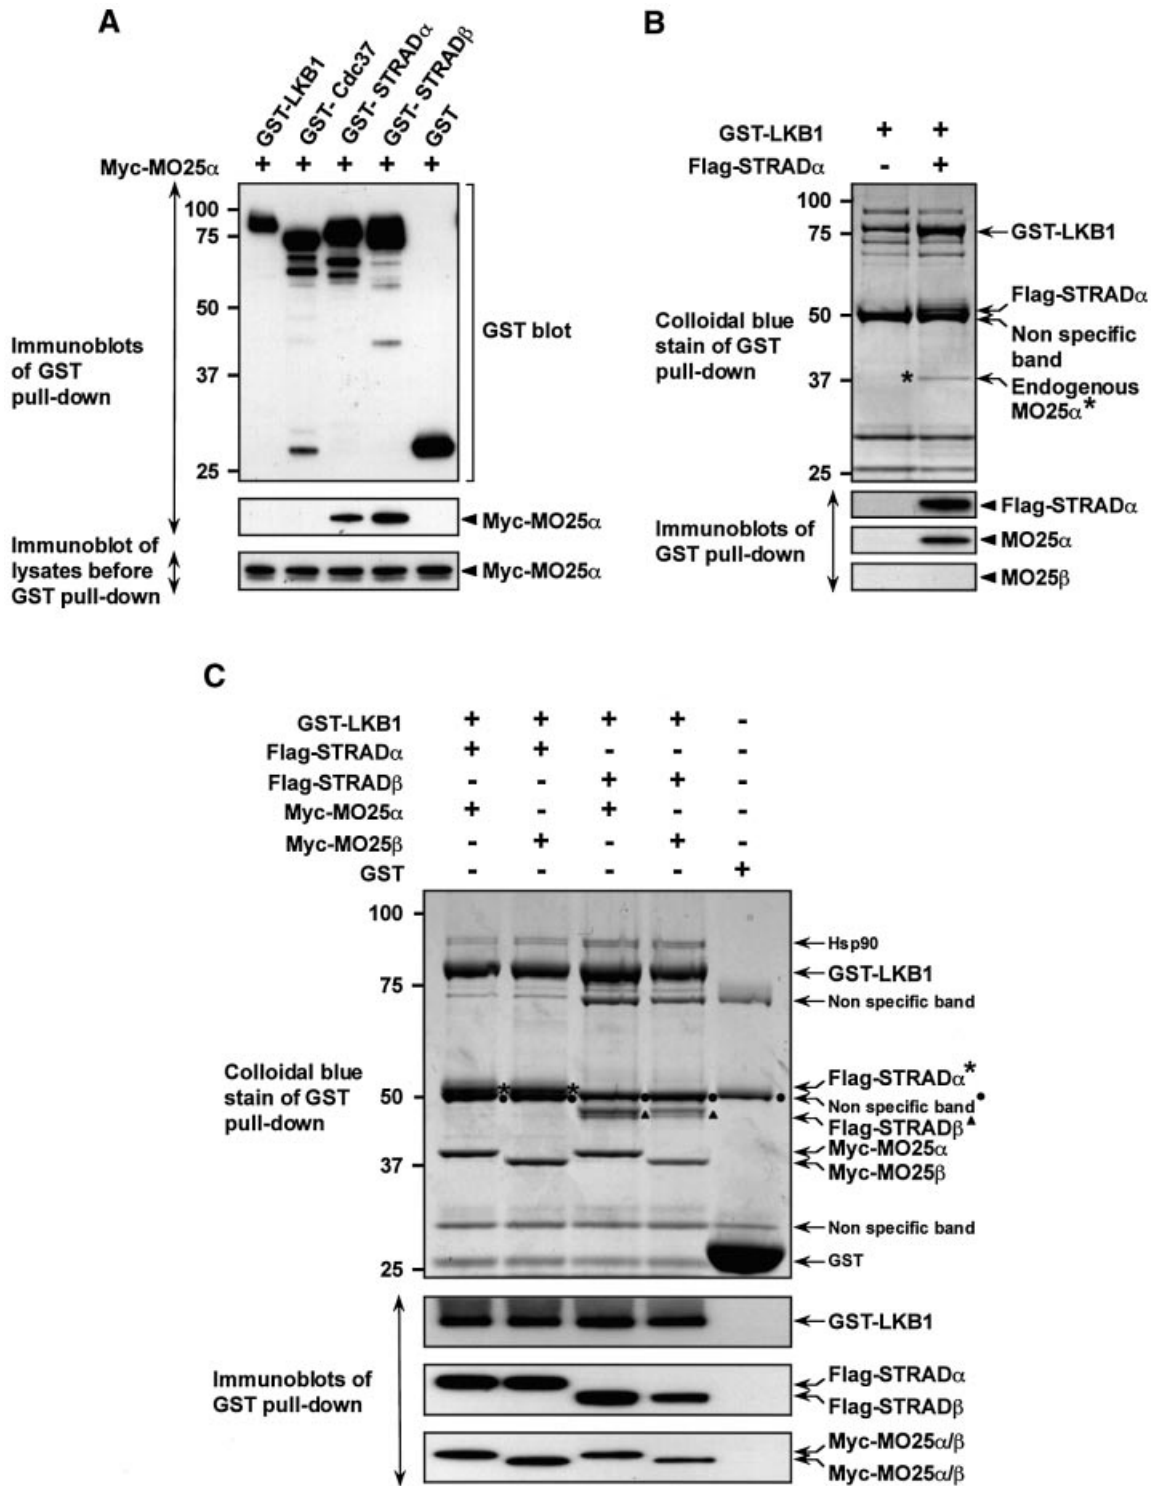 A
GST-LKB1
GST- Cdc37
GST- STRADα
GST- STRADβ
GST
Myc-MO25α + + + + +
100
75
50
37
25
Immunoblots
of GST
pull-down
GST blot
Myc-MO25α
Immunoblot of
lysates before
GST pull-down
Myc-MO25α
B
GST-LKB1 + +
Flag-STRADα - +
100
75
50
37
25
Colloidal blue
stain of GST
pull-down
*
GST-LKB1
Flag-STRADα
Non specific
band
Endogenous
MO25α*
Immunoblots of
GST pull-down
Flag-STRADα
MO25α
MO25β
C
GST-LKB1 + + + + -
Flag-STRADα + + - - -
Flag-STRADβ - - + + -
Myc-MO25α + - + - -
Myc-MO25β - + - + -
GST - - - - +
100
75
50
37
25
Colloidal blue
stain of GST
pull-down
* *
• • • • •
▲ ▲
Hsp90
GST-LKB1
Non specific band
Flag-STRADα*
Non specific band•
Flag-STRADβ▲
Myc-MO25α
Myc-MO25β
Non specific band
GST
Immunoblots of
GST pull-down
GST-LKB1
Flag-STRADα
Flag-STRADβ
Myc-MO25α/β
Myc-MO25α/β